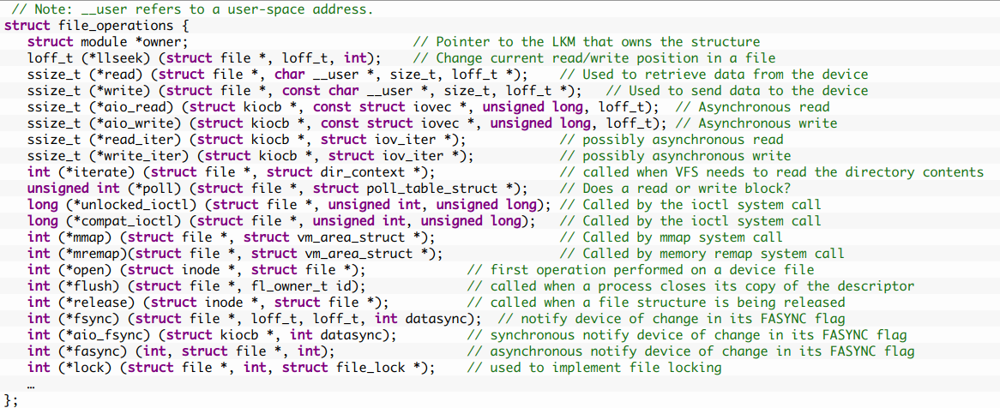 // Note: __user refers to a user-space address.
struct file_operations {
struct module *owner; // Pointer to the LKM that owns the structure
loff_t (*llseek) (struct file *, loff_t, int); // Change current read/write position in a file
ssize_t (*read) (struct file *, char __user *, size_t, loff_t *); // Used to retrieve data from the device
ssize_t (*write) (struct file *, const char __user *, size_t, loff_t *); // Used to send data to the device
ssize_t (*aio_read) (struct kiocb *, const struct iovec *, unsigned long, loff_t); // Asynchronous read
ssize_t (*aio_write) (struct kiocb *, const struct iovec *, unsigned long, loff_t); // Asynchronous write
ssize_t (*read_iter) (struct kiocb *, struct iov_iter *); // possibly asynchronous read
ssize_t (*write_iter) (struct kiocb *, struct iov_iter *); // possibly asynchronous write
int (*iterate) (struct file *, struct dir_context *); // called when VFS needs to read the directory contents
unsigned int (*poll) (struct file *, struct poll_table_struct *); // Does a read or write block?
long (*unlocked_ioctl) (struct file *, unsigned int, unsigned long); // Called by the ioctl system call
long (*compat_ioctl) (struct file *, unsigned int, unsigned long); // Called by the ioctl system call
int (*mmap) (struct file *, struct vm_area_struct *); // Called by mmap system call
int (*mremap)(struct file *, struct vm_area_struct *); // Called by memory remap system call
int (*open) (struct inode *, struct file *); // first operation performed on a device file
int (*flush) (struct file *, fl_owner_t id); // called when a process closes its copy of the descriptor
int (*release) (struct inode *, struct file *); // called when a file structure is being released
int (*fsync) (struct file *, loff_t, loff_t, int datasync); // notify device of change in its FASYNC flag
int (*aio_fsync) (struct kiocb *, int datasync); // synchronous notify device of change in its FASYNC flag
int (*fasync) (int, struct file *, int); // asynchronous notify device of change in its FASYNC flag
int (*lock) (struct file *, int, struct file_lock *); // used to implement file locking
…
};